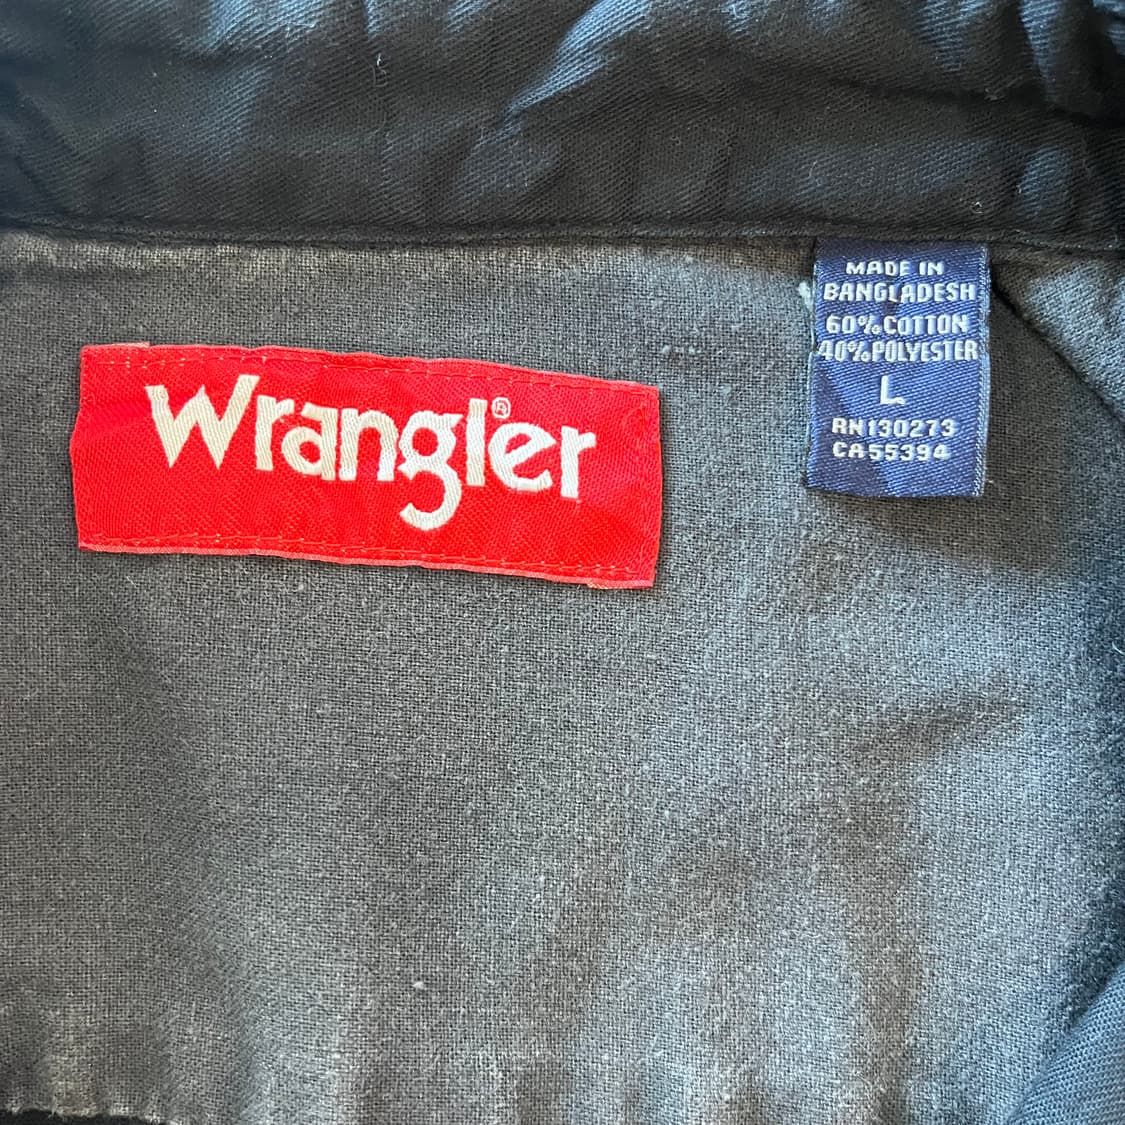 Wrangler®
MADE IN
BANGLADESH
60% COTTON
40% POLYESTER
L
RN130273
CA55394